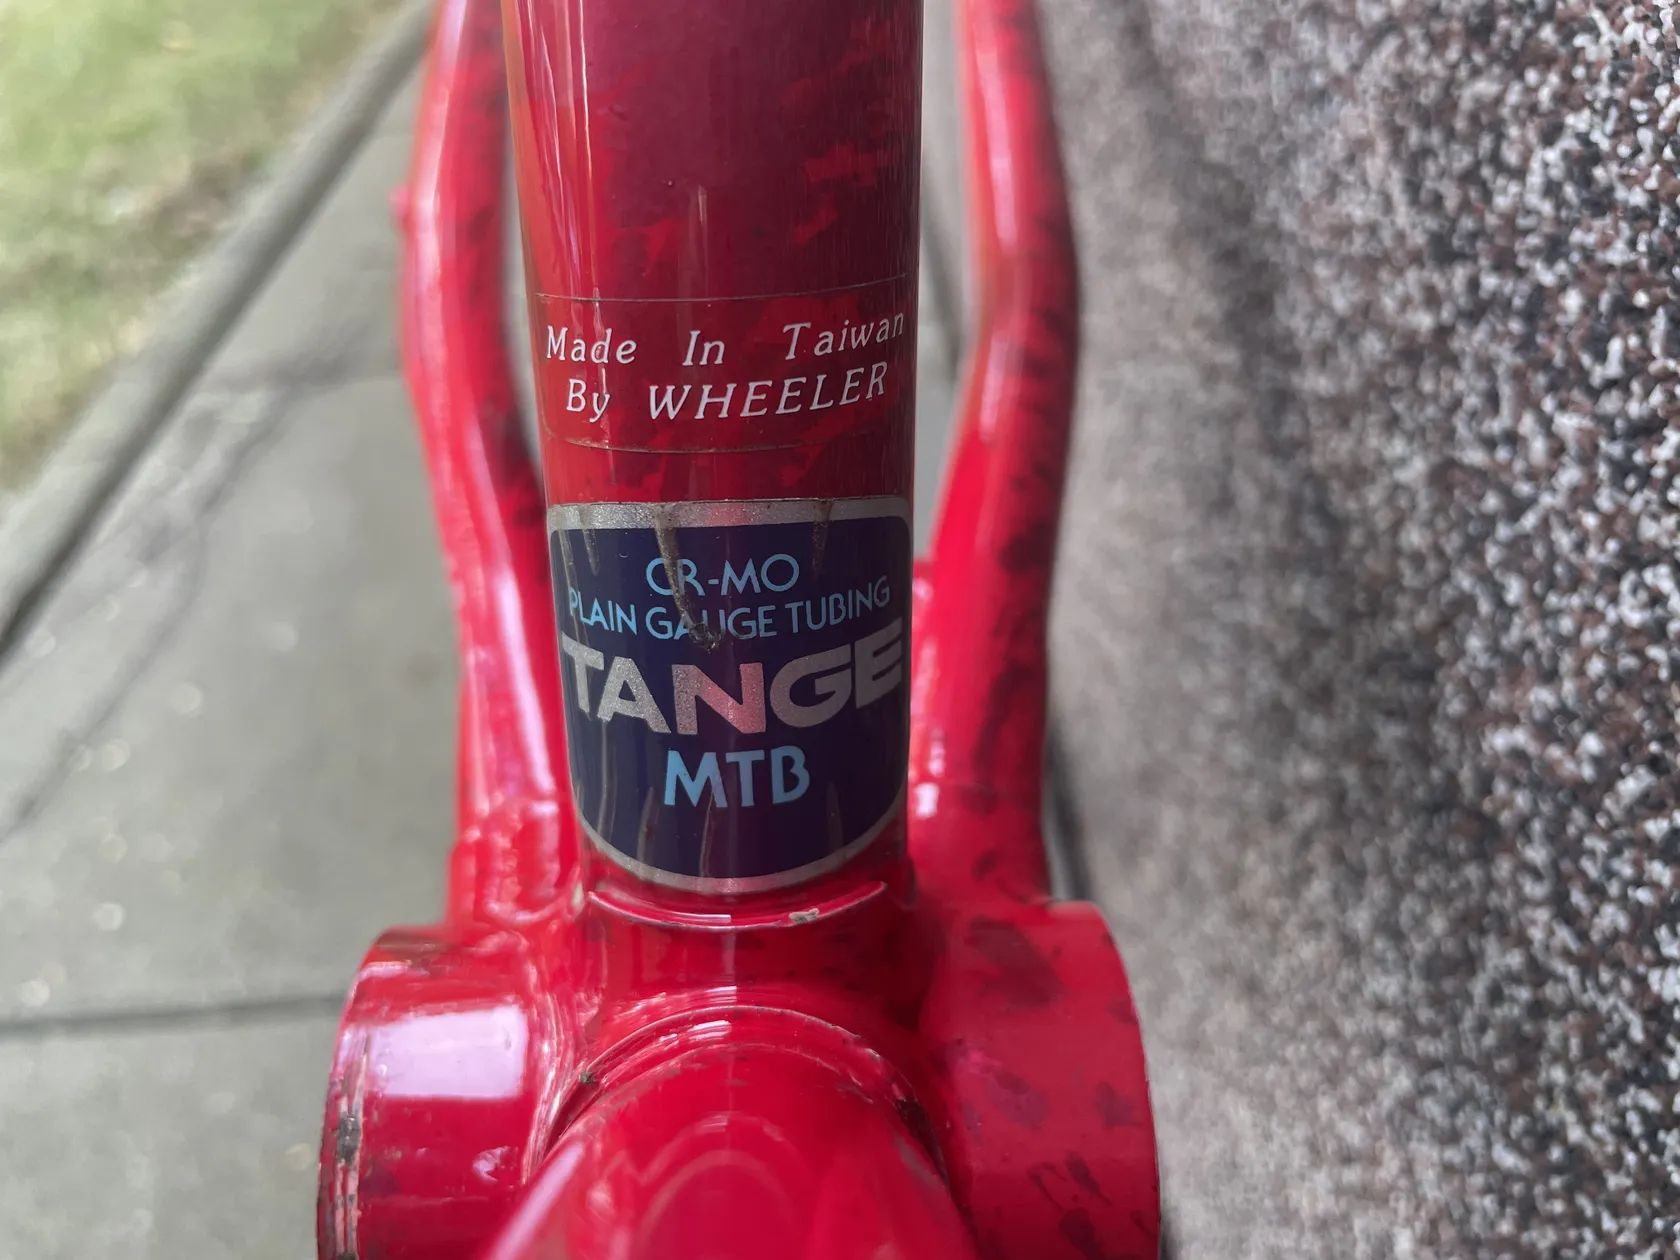 Made In Taiwan
By WHEELER
CR-MO
PLAIN GAUGE TUBING
TANGE
MTB